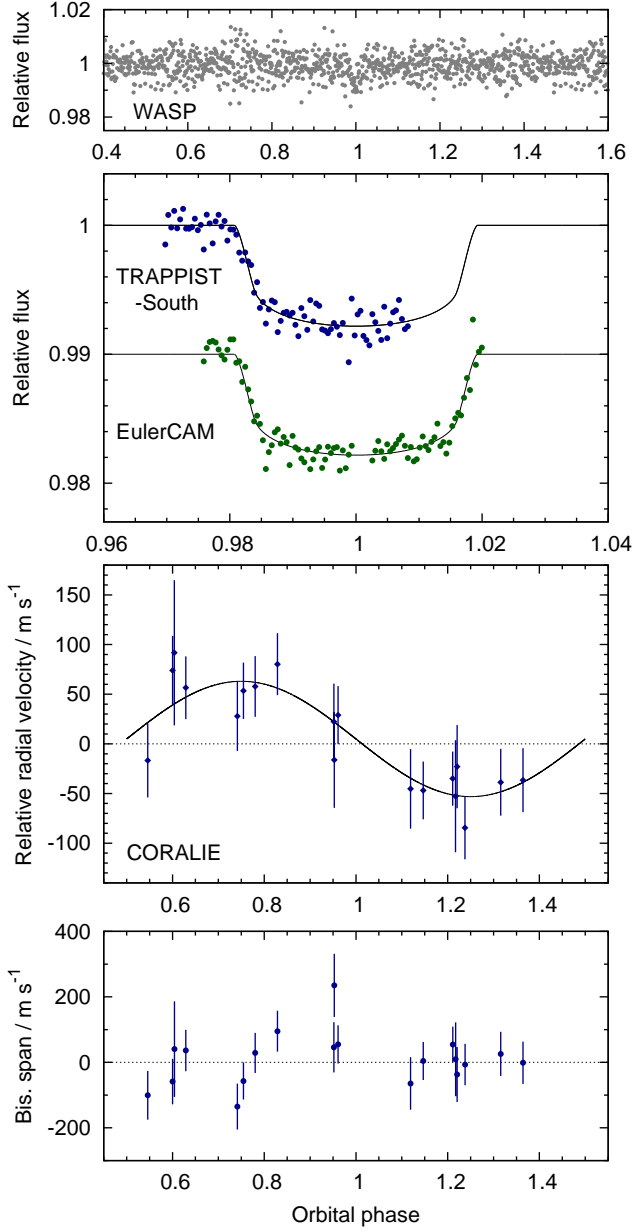 1.02
1
0.98
Relative flux
WASP
0.4 0.6 0.8 1 1.2 1.4 1.6
1
0.99
0.98
Relative flux
TRAPPIST
-South
EulerCAM
0.96 0.98 1 1.02 1.04
150
100
50
0
-50
-100
Relative radial velocity / m s⁻¹
CORALIE
0.6 0.8 1 1.2 1.4
400
200
0
-200
Bis. span / m s⁻¹
0.6 0.8 1 1.2 1.4
Orbital phase